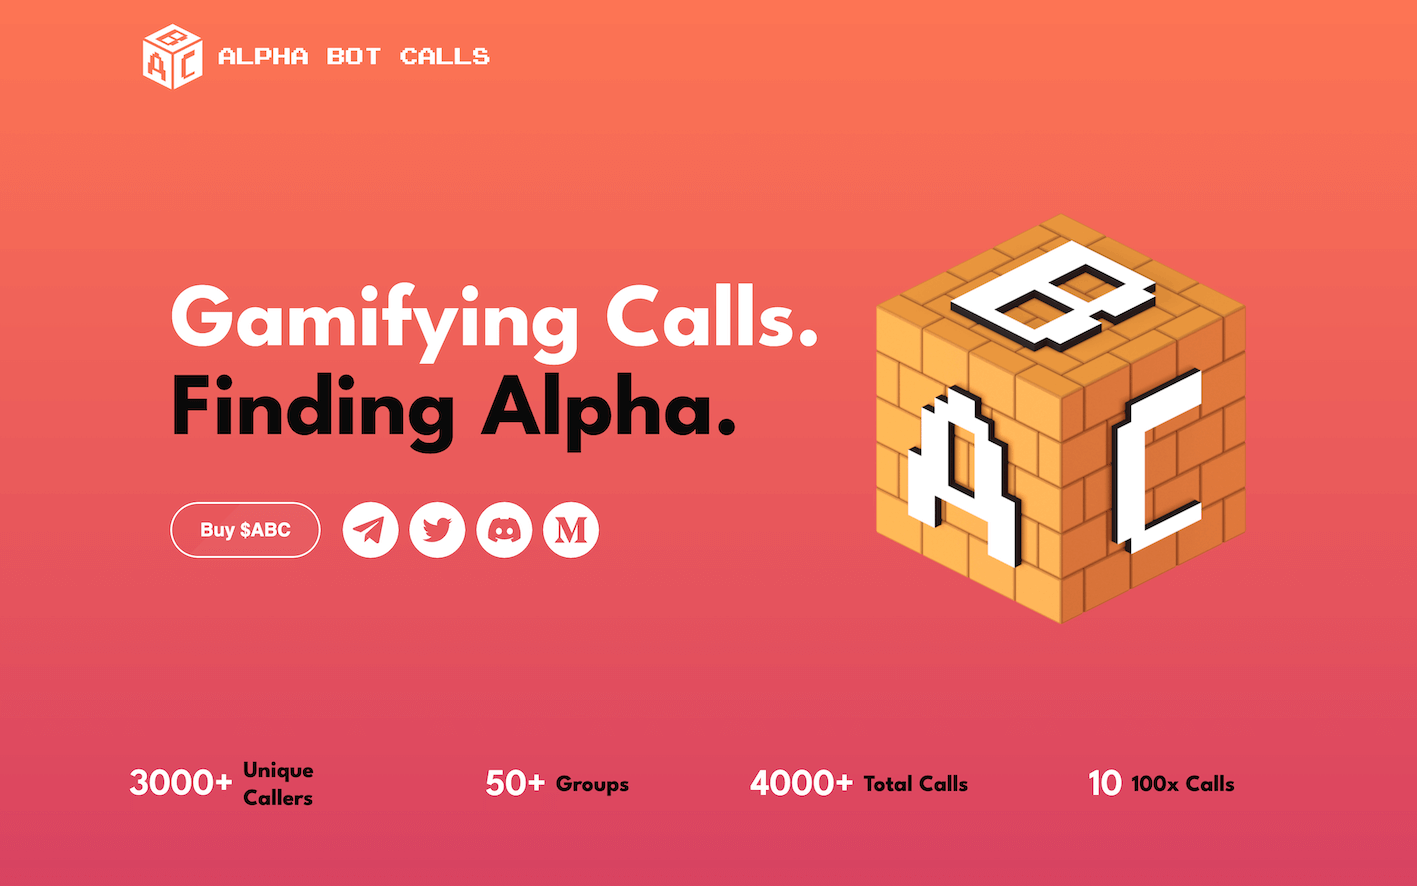 ALPHA BOT CALLS
B
A C
Gamifying Calls.
Finding Alpha.
B
A C
Buy $ABC
M
3000+ Unique
Callers
50+ Groups
4000+ Total Calls
10 100x Calls